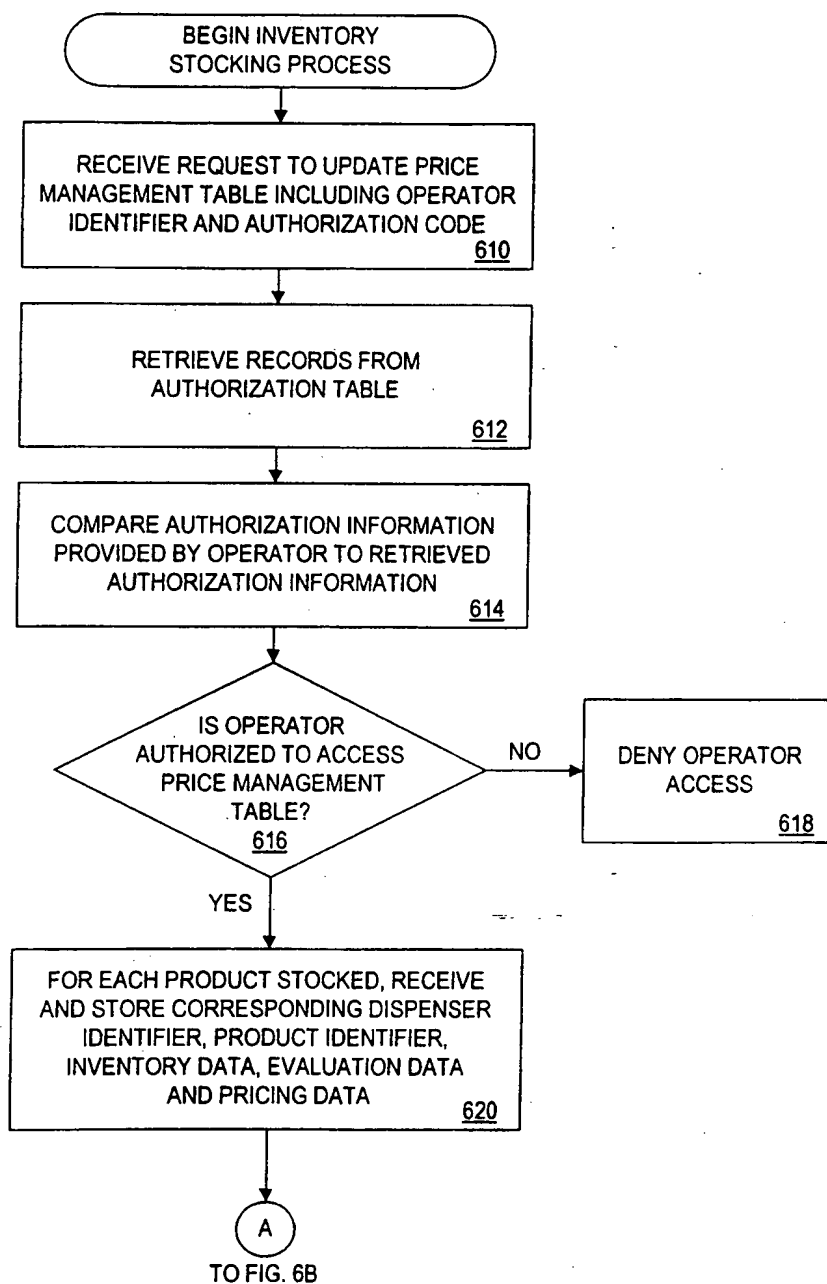 BEGIN INVENTORY
STOCKING PROCESS
RECEIVE REQUEST TO UPDATE PRICE
MANAGEMENT TABLE INCLUDING OPERATOR
IDENTIFIER AND AUTHORIZATION CODE
610
RETRIEVE RECORDS FROM
AUTHORIZATION TABLE
612
COMPARE AUTHORIZATION INFORMATION
PROVIDED BY OPERATOR TO RETRIEVED
AUTHORIZATION INFORMATION
614
IS OPERATOR
AUTHORIZED TO ACCESS
PRICE MANAGEMENT
TABLE?
616
NO
DENY OPERATOR
ACCESS
618
YES
FOR EACH PRODUCT STOCKED, RECEIVE
AND STORE CORRESPONDING DISPENSER
IDENTIFIER, PRODUCT IDENTIFIER,
INVENTORY DATA, EVALUATION DATA
AND PRICING DATA
620
A
TO FIG. 6B